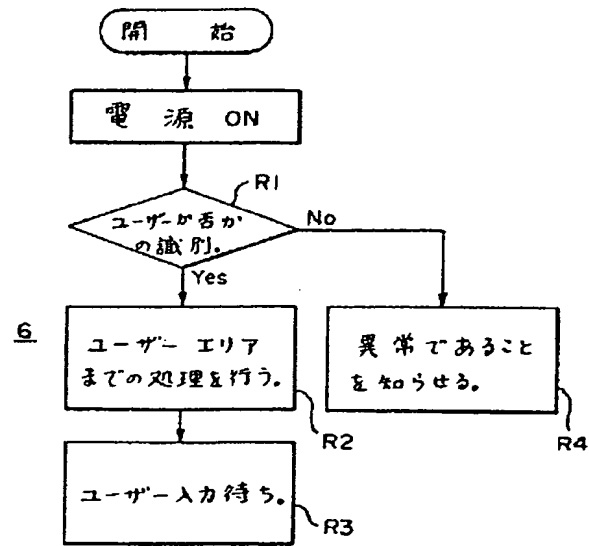 開 始
電 源 ON
R1
ユーザーか否か
の識別。
No
Yes
6
ユーザー エリア
までの処理を行う。
R2
異常であること
を知らせる。
R4
ユーザー入力待ち。
R3